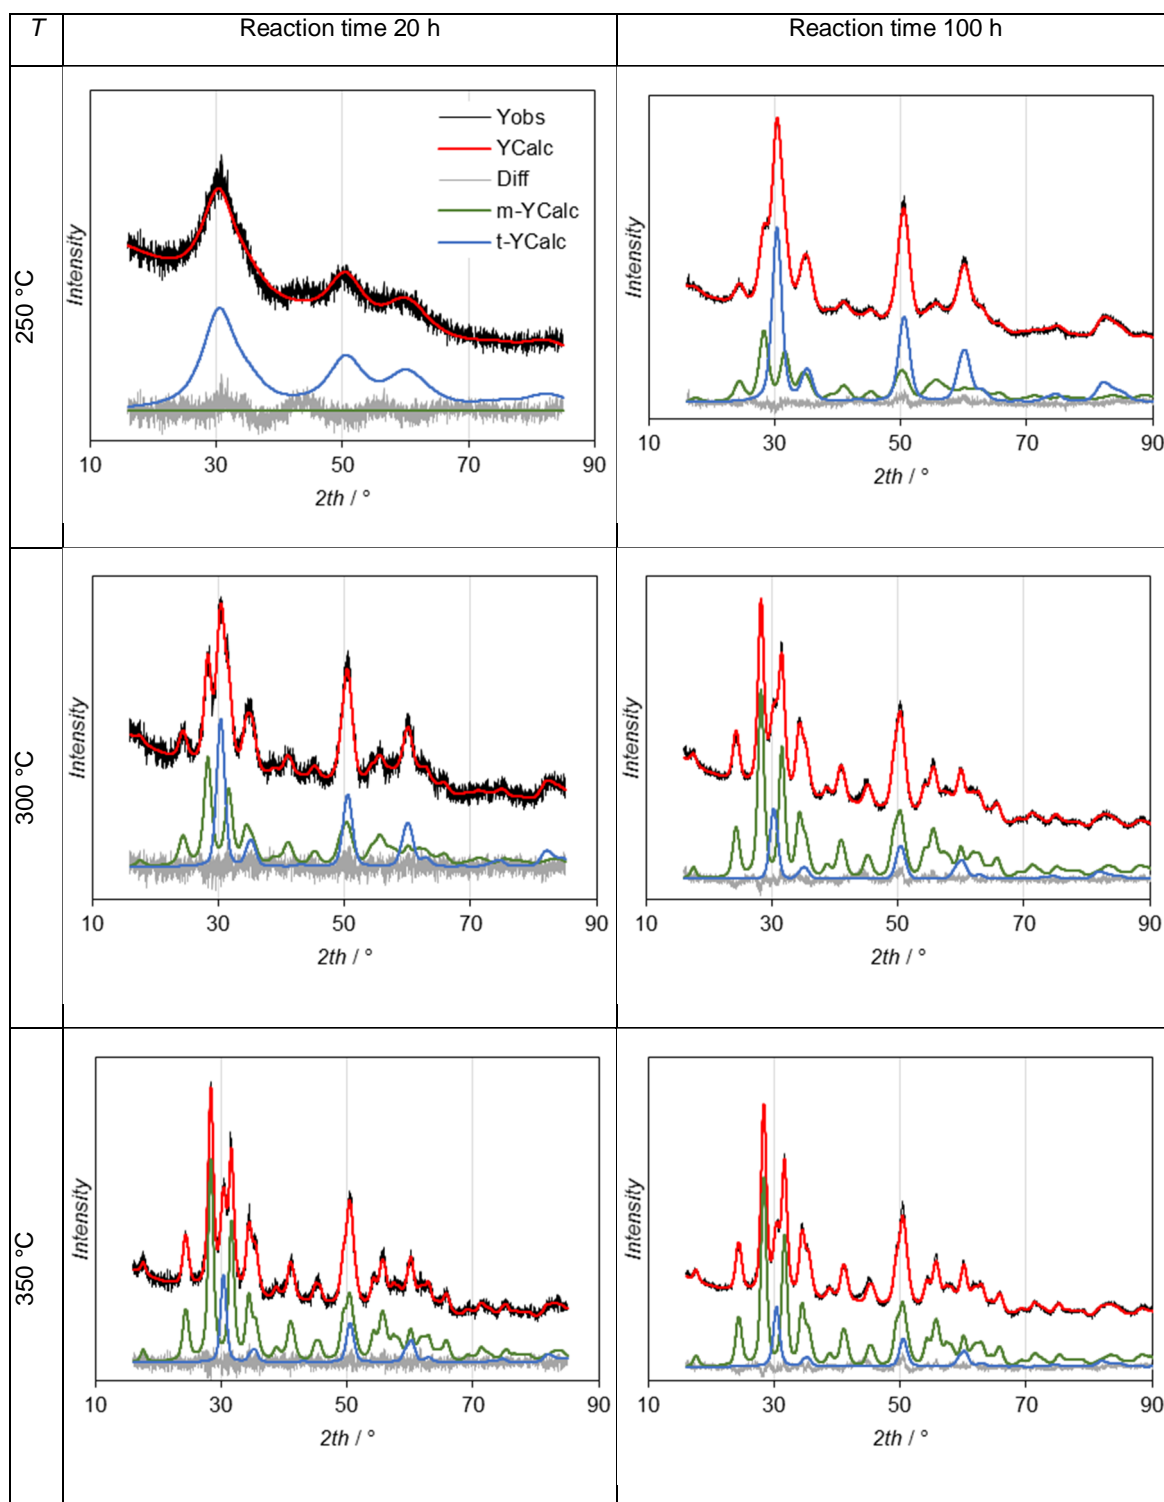 T Reaction time 20 h Reaction time 100 h
250 °C
Intensity
Yobs
YCalc
Diff
m-YCalc
t-YCalc
10 30 50 70 90
2th / °
Intensity
10 30 50 70 90
2th / °
300 °C
Intensity
10 30 50 70 90
2th / °
Intensity
10 30 50 70 90
2th / °
350 °C
Intensity
10 30 50 70 90
2th / °
Intensity
10 30 50 70 90
2th / °